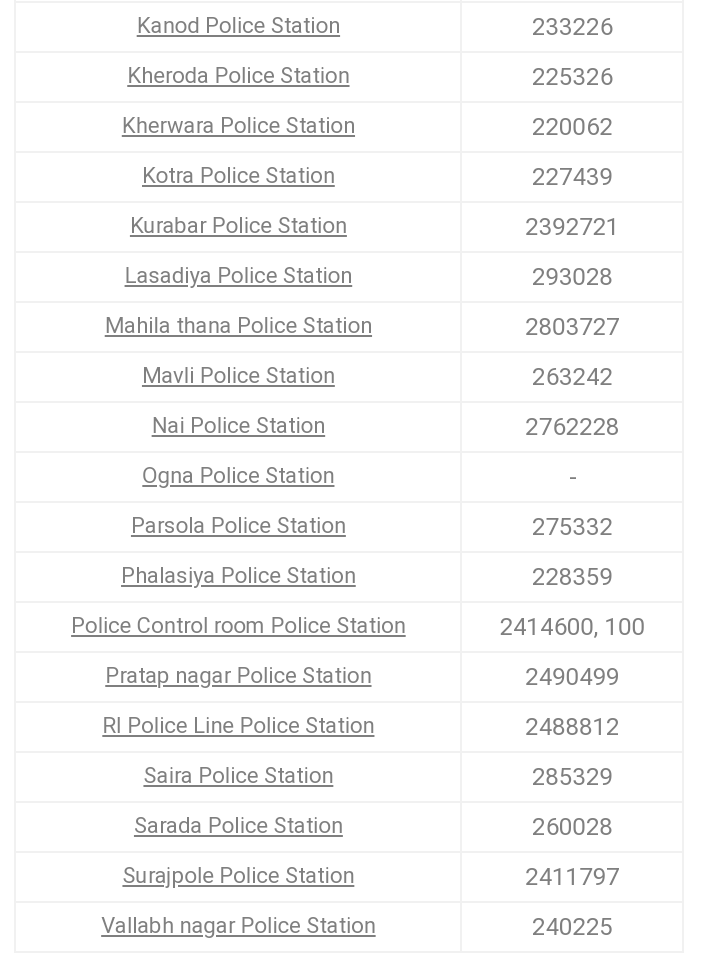 Kanod Police Station 233226
Kheroda Police Station 225326
Kherwara Police Station 220062
Kotra Police Station 227439
Kurabar Police Station 2392721
Lasadiya Police Station 293028
Mahila thana Police Station 2803727
Mavli Police Station 263242
Nai Police Station 2762228
Ogna Police Station -
Parsola Police Station 275332
Phalasiya Police Station 228359
Police Control room Police Station 2414600, 100
Pratap nagar Police Station 2490499
RI Police Line Police Station 2488812
Saira Police Station 285329
Sarada Police Station 260028
Surajpole Police Station 2411797
Vallabh nagar Police Station 240225